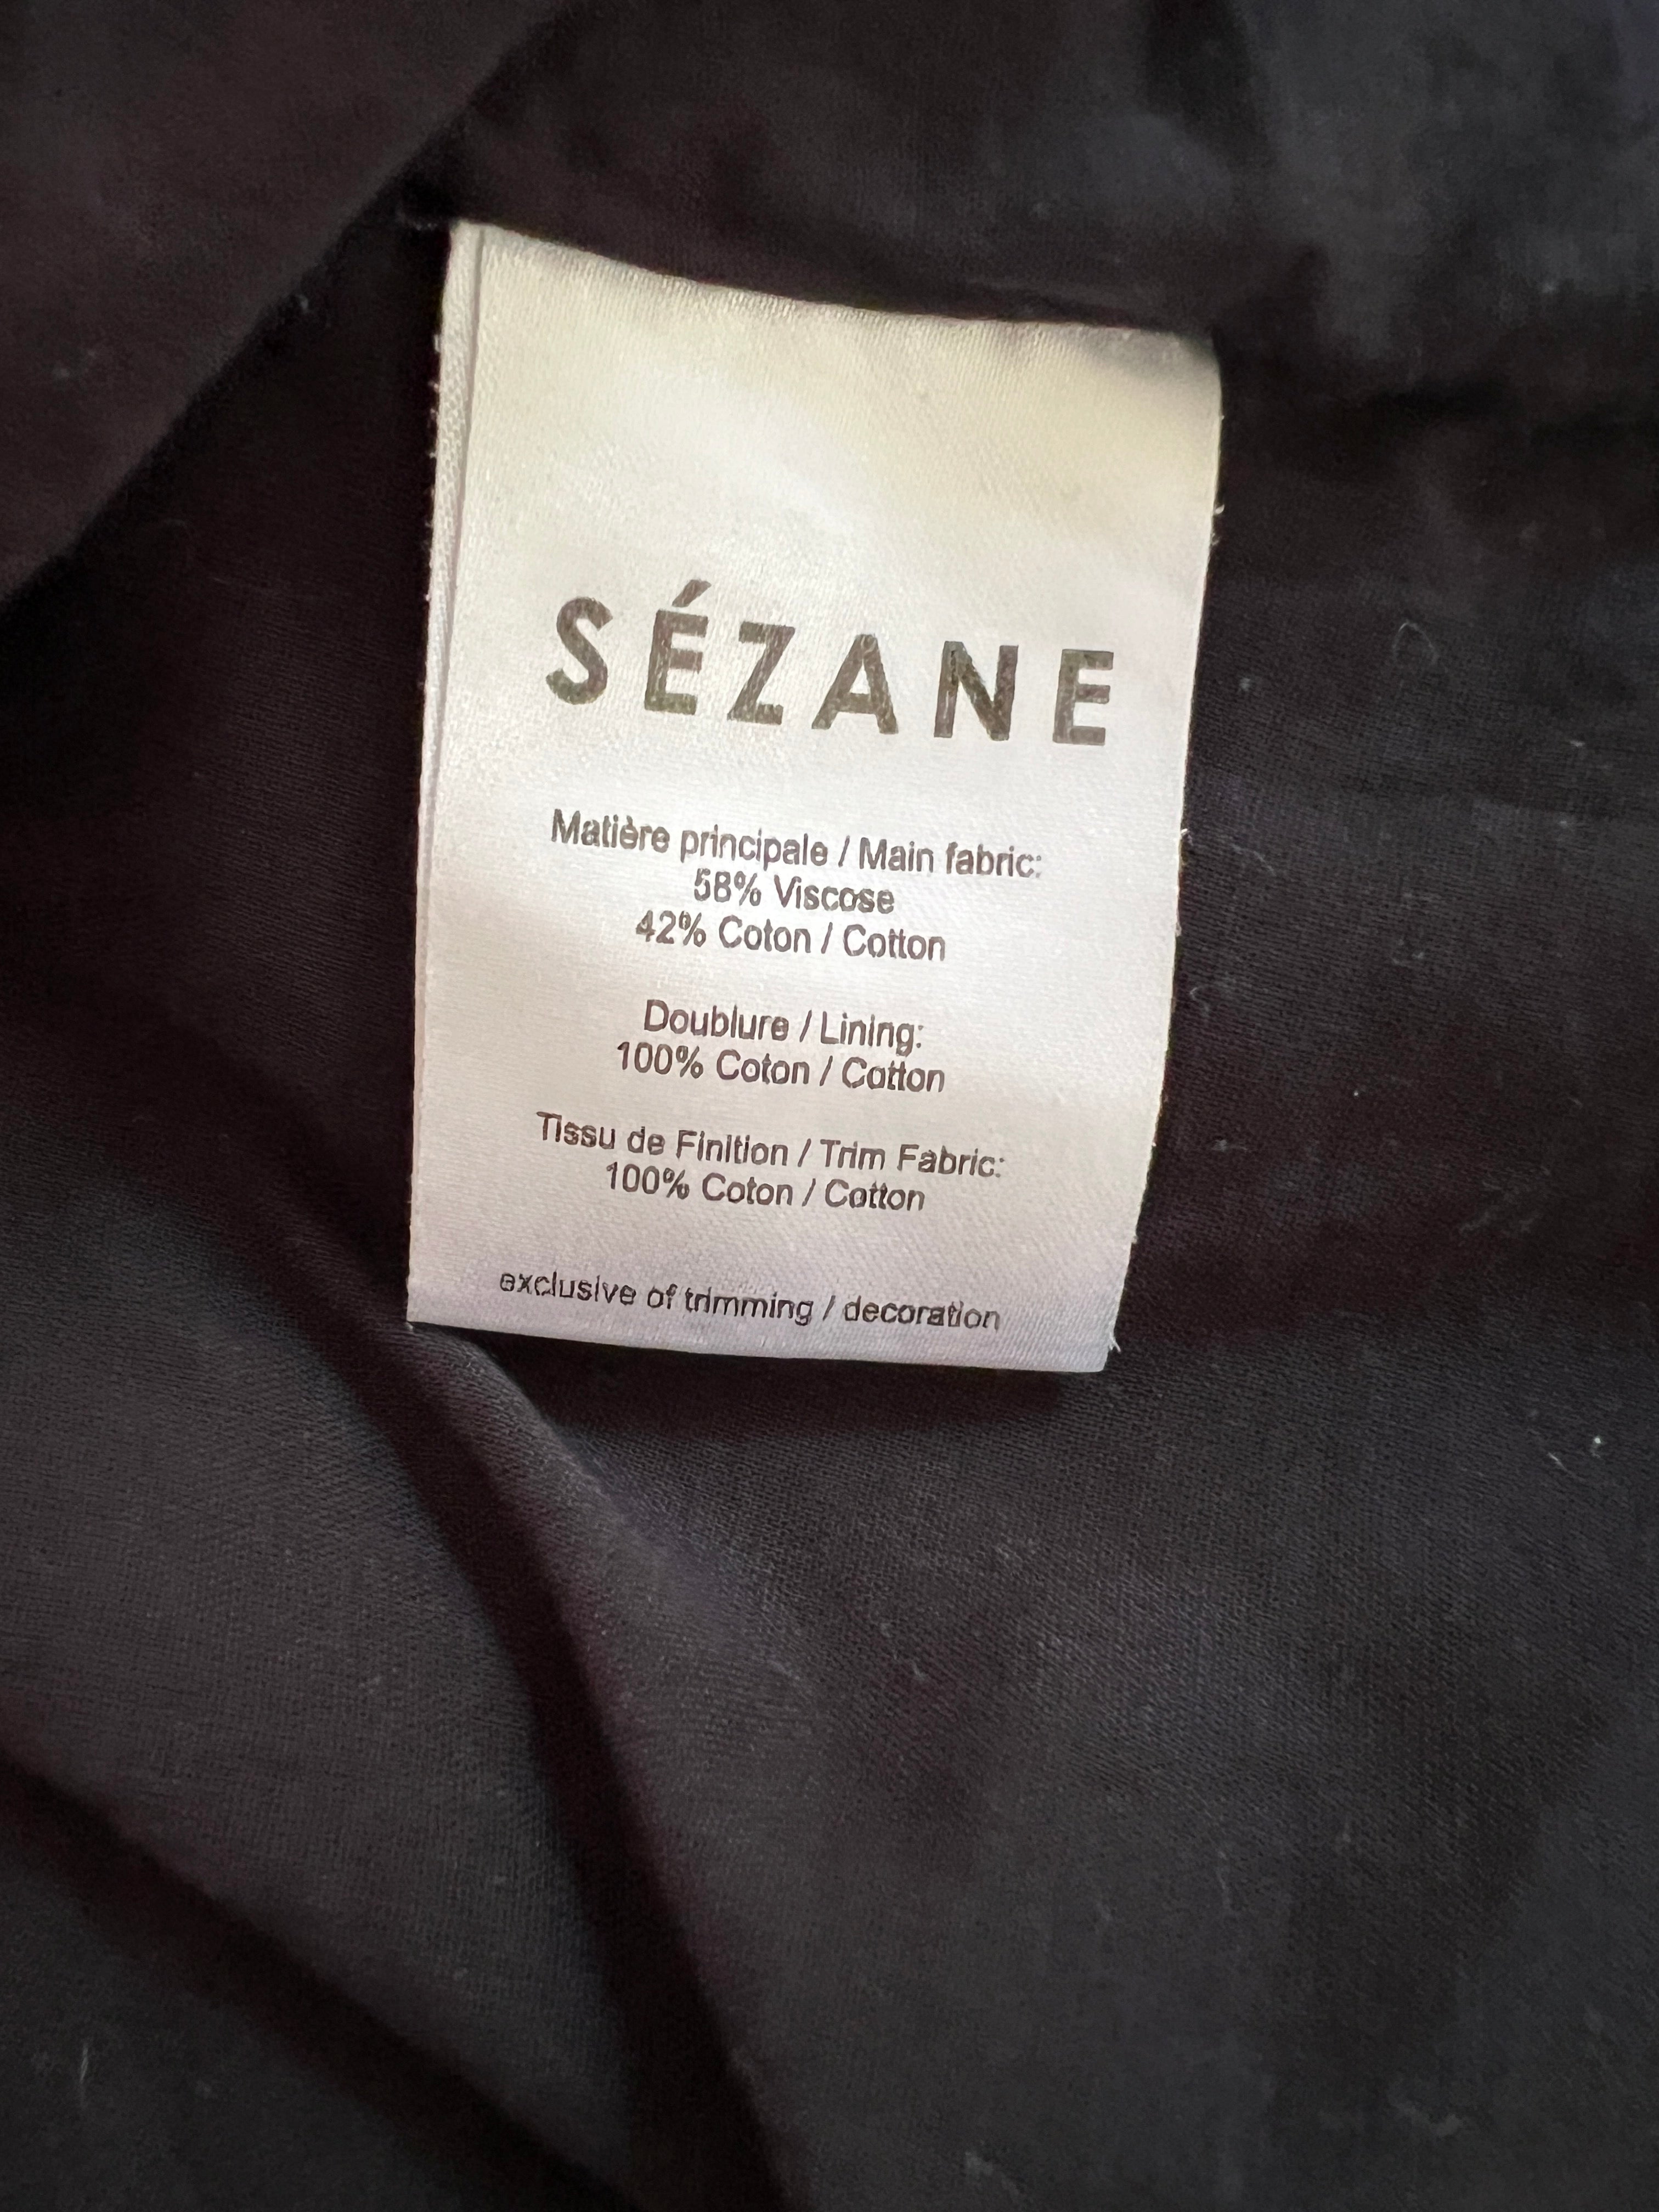 SÉZANE
Matière principale / Main fabric:
58% Viscose
42% Coton / Cotton
Doublure / Lining:
100% Coton / Cotton
Tissu de Finition / Trim Fabric:
100% Coton / Cotton
exclusive of trimming / decoration